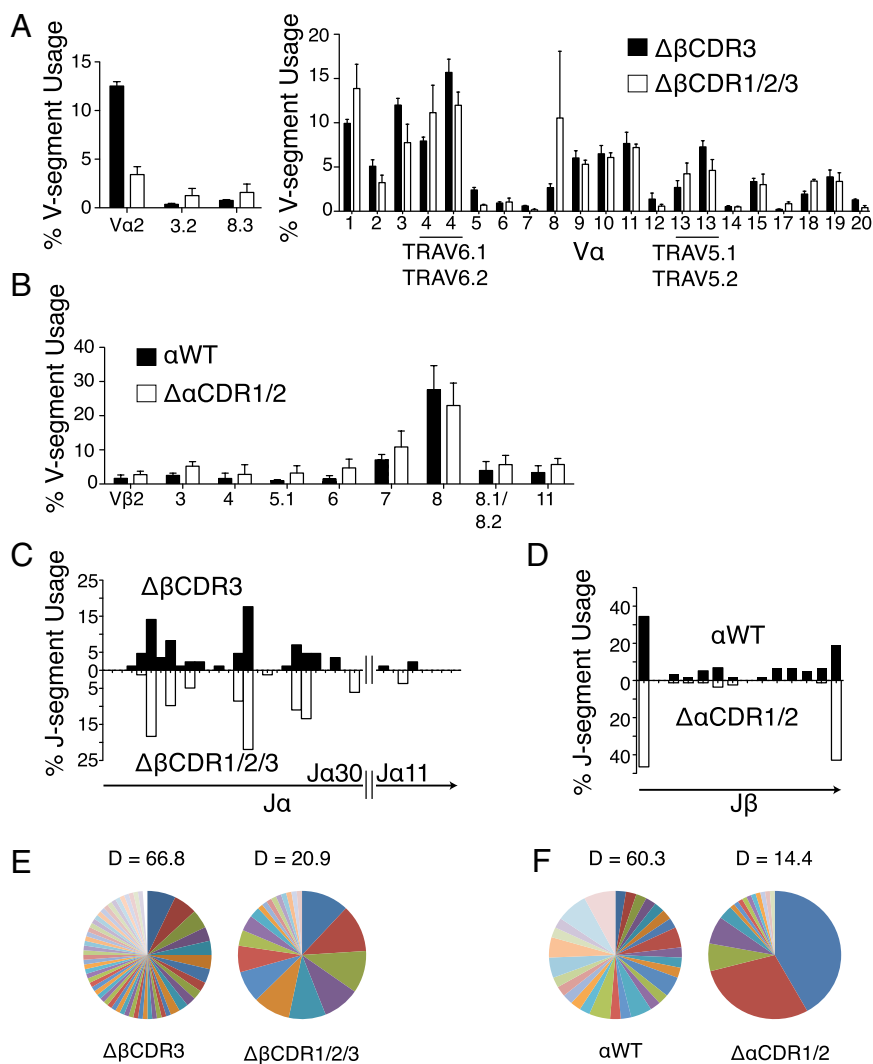 A
% V-segment Usage
15
10
5
0
Vα2 3.2 8.3
% V-segment Usage
20
15
10
5
0
ΔβCDR3
ΔβCDR1/2/3
1 2 3 4 4 5 6 7 8 9 10 11 12 13 13 14 15 17 18 19 20
TRAV6.1
TRAV6.2
Vα
TRAV5.1
TRAV5.2
B
% V-segment Usage
40
30
20
10
0
αWT
ΔαCDR1/2
Vβ2 3 4 5.1 6 7 8 8.1/ 11
8.2
C
% J-segment Usage
25
15
5
0
5
15
25
ΔβCDR3
ΔβCDR1/2/3
Jα30 Jα11
Jα
D
% J-segment Usage
40
20
0
20
40
αWT
ΔαCDR1/2
Jβ
E
D = 66.8 D = 20.9
ΔβCDR3 ΔβCDR1/2/3
F
D = 60.3 D = 14.4
αWT ΔαCDR1/2